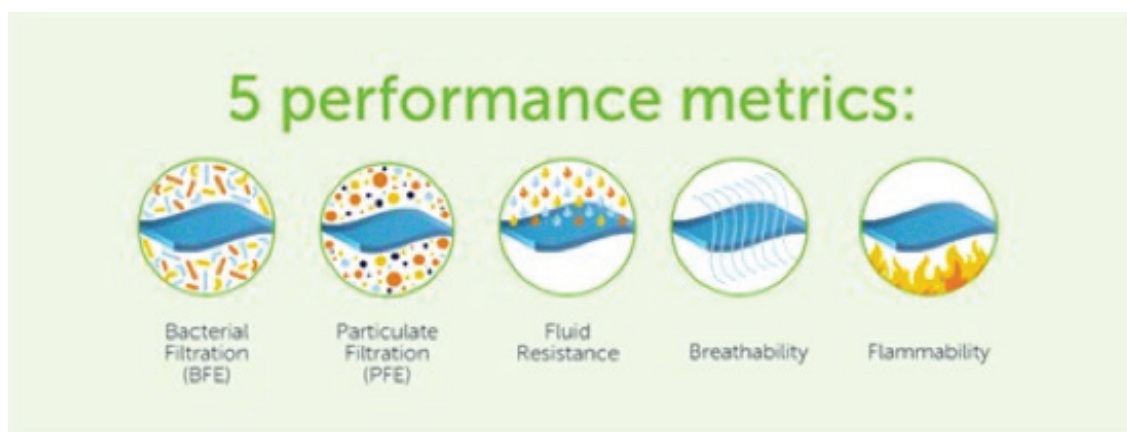 5 performance metrics:
Bacterial
Filtration
(BFE)
Particulate
Filtration
(PFE)
Fluid
Resistance
Breathability
Flammability